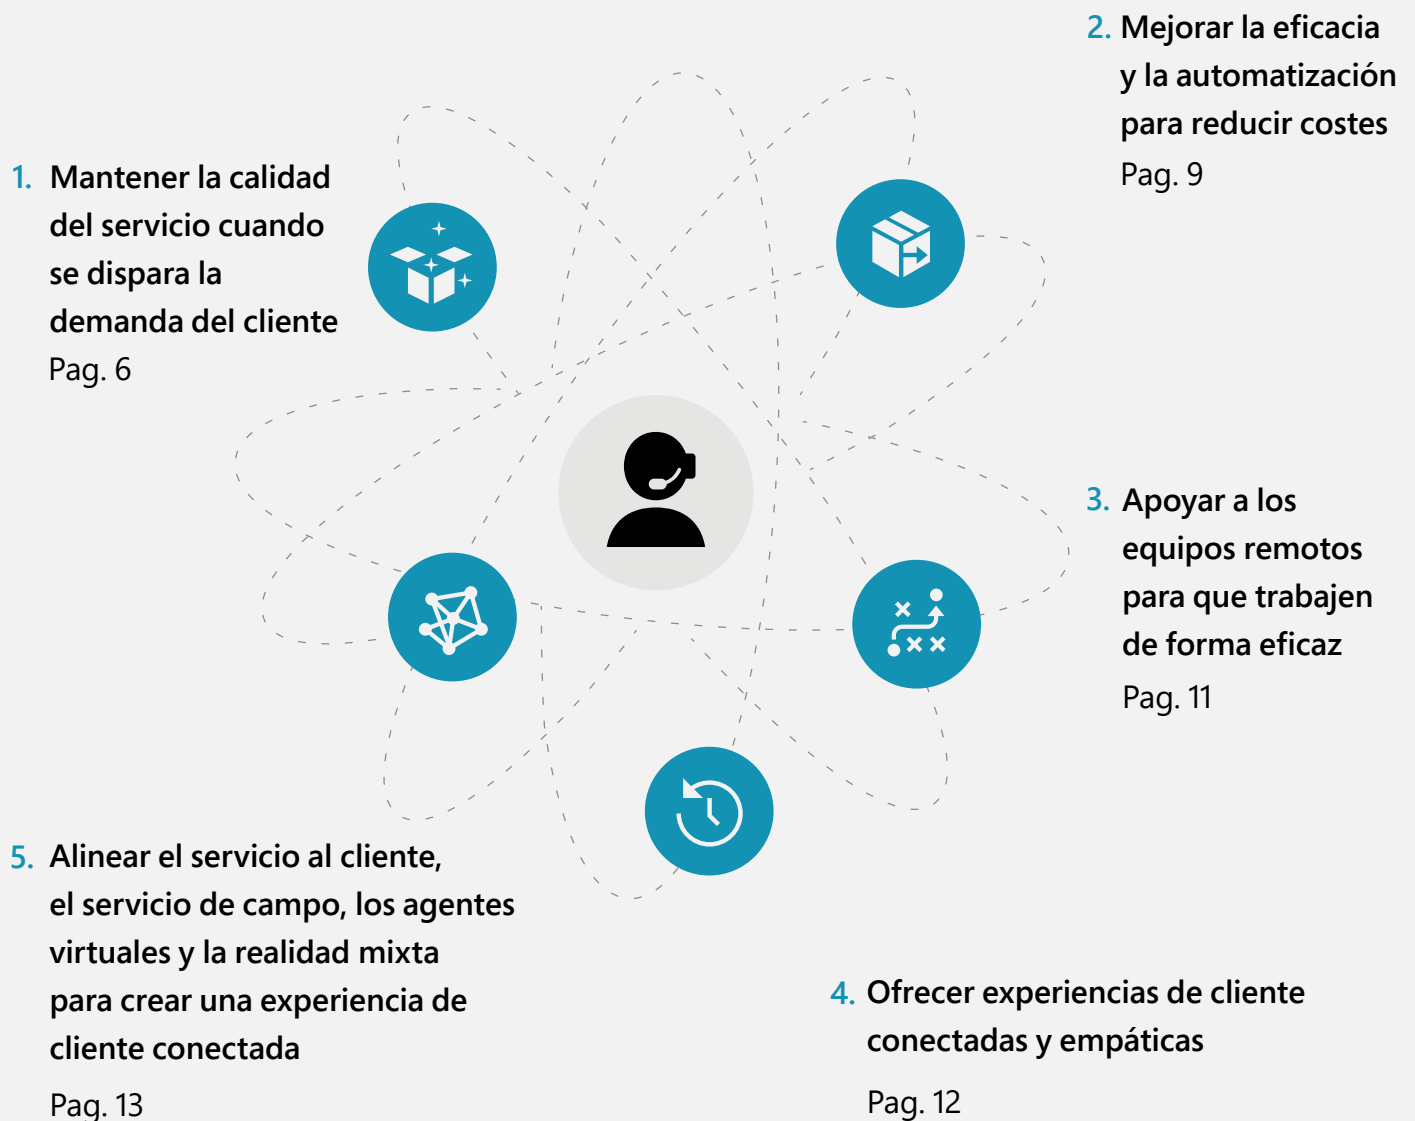 1. Mantener la calidad
del servicio cuando
se dispara la
demanda del cliente
Pag. 6
2. Mejorar la eficacia
y la automatización
para reducir costes
Pag. 9
3. Apoyar a los
equipos remotos
para que trabajen
de forma eficaz
Pag. 11
4. Ofrecer experiencias de cliente
conectadas y empáticas
Pag. 12
5. Alinear el servicio al cliente,
el servicio de campo, los agentes
virtuales y la realidad mixta
para crear una experiencia de
cliente conectada
Pag. 13